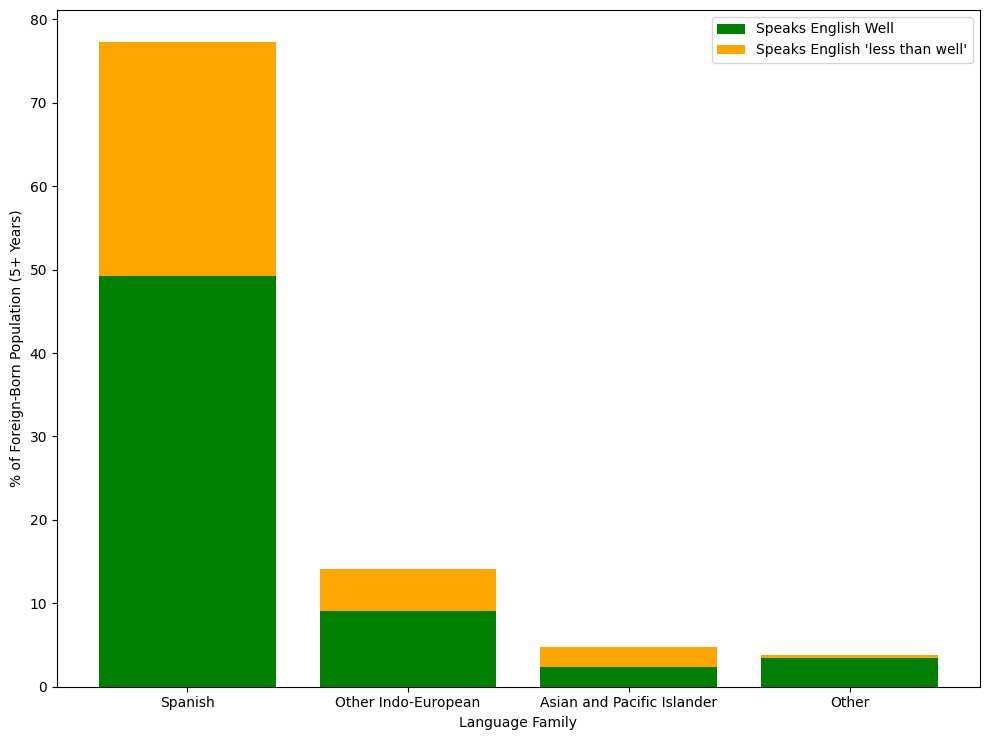 Speaks English Well
Speaks English 'less than well'
% of Foreign-Born Population (5+ Years)
80
70
60
50
40
30
20
10
0
Spanish
Other Indo-European
Asian and Pacific Islander
Other
Language Family